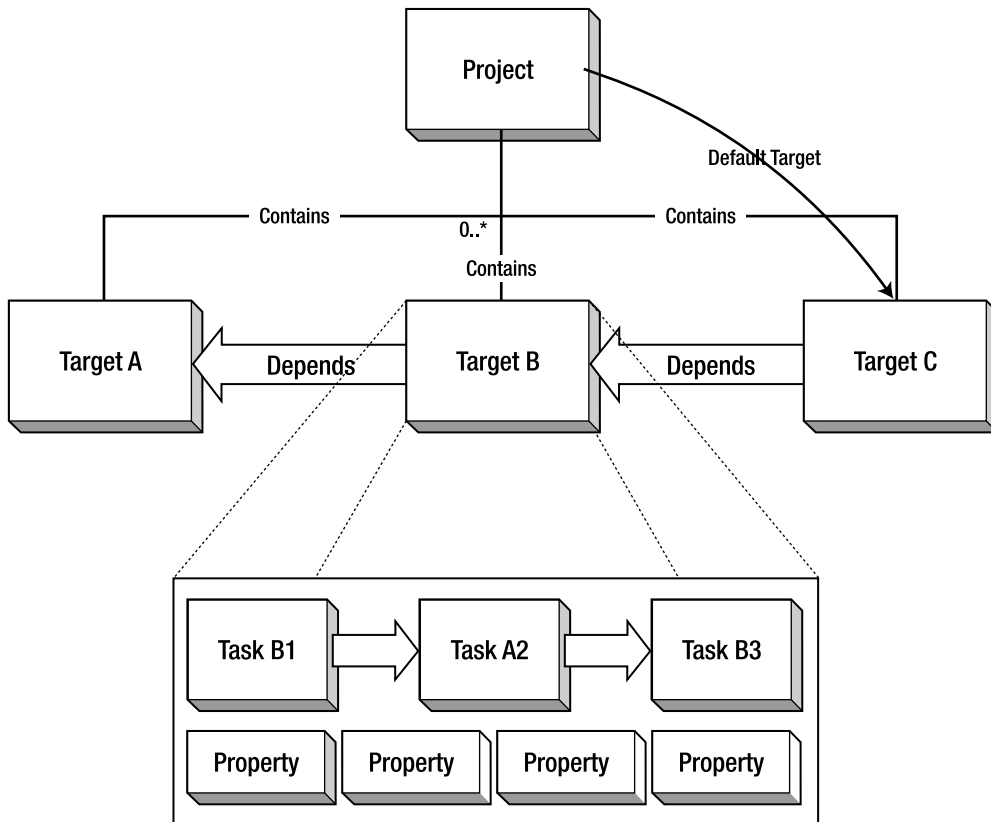 Project
Default Target
Contains
Contains
0..*
Contains
Target A
Depends
Target B
Depends
Target C
Task B1
Task A2
Task B3
Property
Property
Property
Property